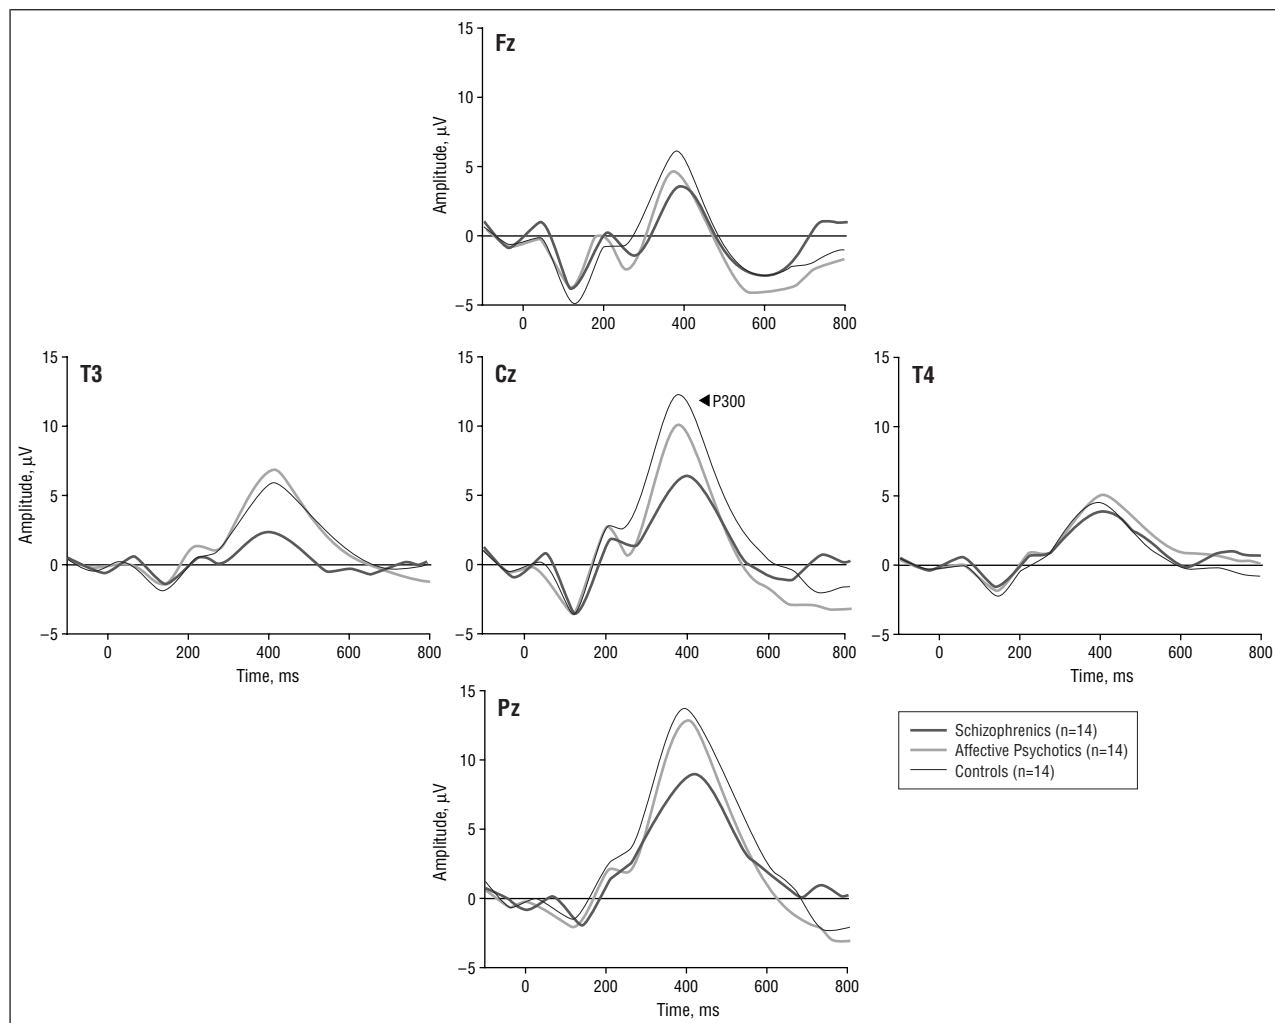 Fz
15
10
5
0
−5
Amplitude, μV
0 200 400 600 800
T3
15
10
5
0
−5
Amplitude, μV
0 200 400 600 800
Time, ms
Cz
15
10
5
0
−5
Amplitude, μV
◄P300
0 200 400 600 800
T4
15
10
5
0
−5
0 200 400 600 800
Time, ms
Pz
15
10
5
0
−5
Amplitude, μV
0 200 400 600 800
Time, ms
Schizophrenics (n=14)
Affective Psychotics (n=14)
Controls (n=14)